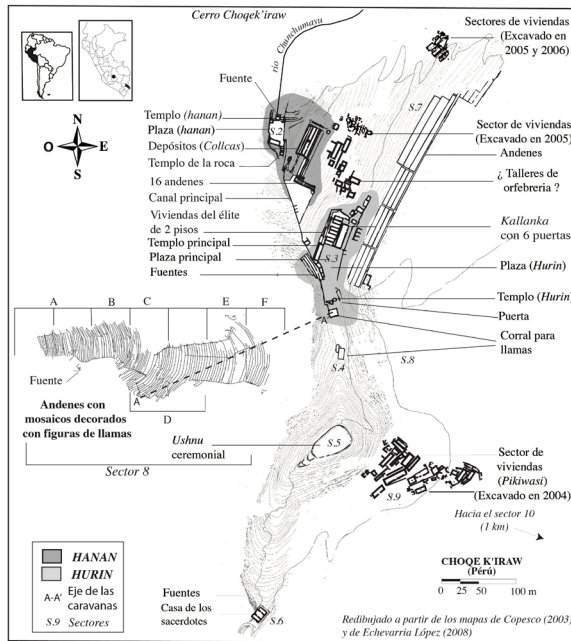 Cerro Choqek'iraw
rio Chunchumayu
Sectores de viviendas
(Excavado en
2005 y 2006)
Fuente
N
O E
S
Templo (hanan)
Plaza (hanan)
Depósitos (Collcas)
Templo de la roca
16 andenes
Canal principal
Viviendas del élite
de 2 pisos
Templo principal
Plaza principal
Fuentes
S.2
S.7
Sector de viviendas
(Excavado en 2005)
Andenes
¿ Talleres de
orfebreria ?
Kallanka
con 6 puertas
S.3
Plaza (Hurin)
Templo (Hurin)
Puerta
Corral para
llamas
A B C E F
A'
S.4
S.8
Fuente
A
D
Andenes con
mosaicos decorados
con figuras de llamas
Sector 8
Ushnu
ceremonial
S.5
Sector de
viviendas
(Pikiwasi)
(Excavado en 2004)
S.9
Hacia el sector 10
(1 km)
HANAN
HURIN
A-A' Eje de las
caravanas
S.9 Sectores
Fuentes
Casa de los
sacerdotes
S.6
CHOQE K'IRAW
(Pérú)
0 25 50 100 m
Redibujado a partir de los mapas de Copesco (2003)
y de Echevarria López (2008)